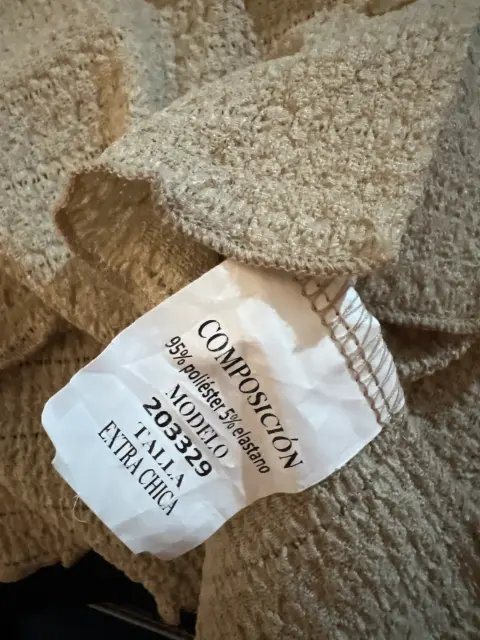 COMPOSICIÓN
95% poliéster 5% elastano
MODELO
203329
TALLA
EXTRA CHICA